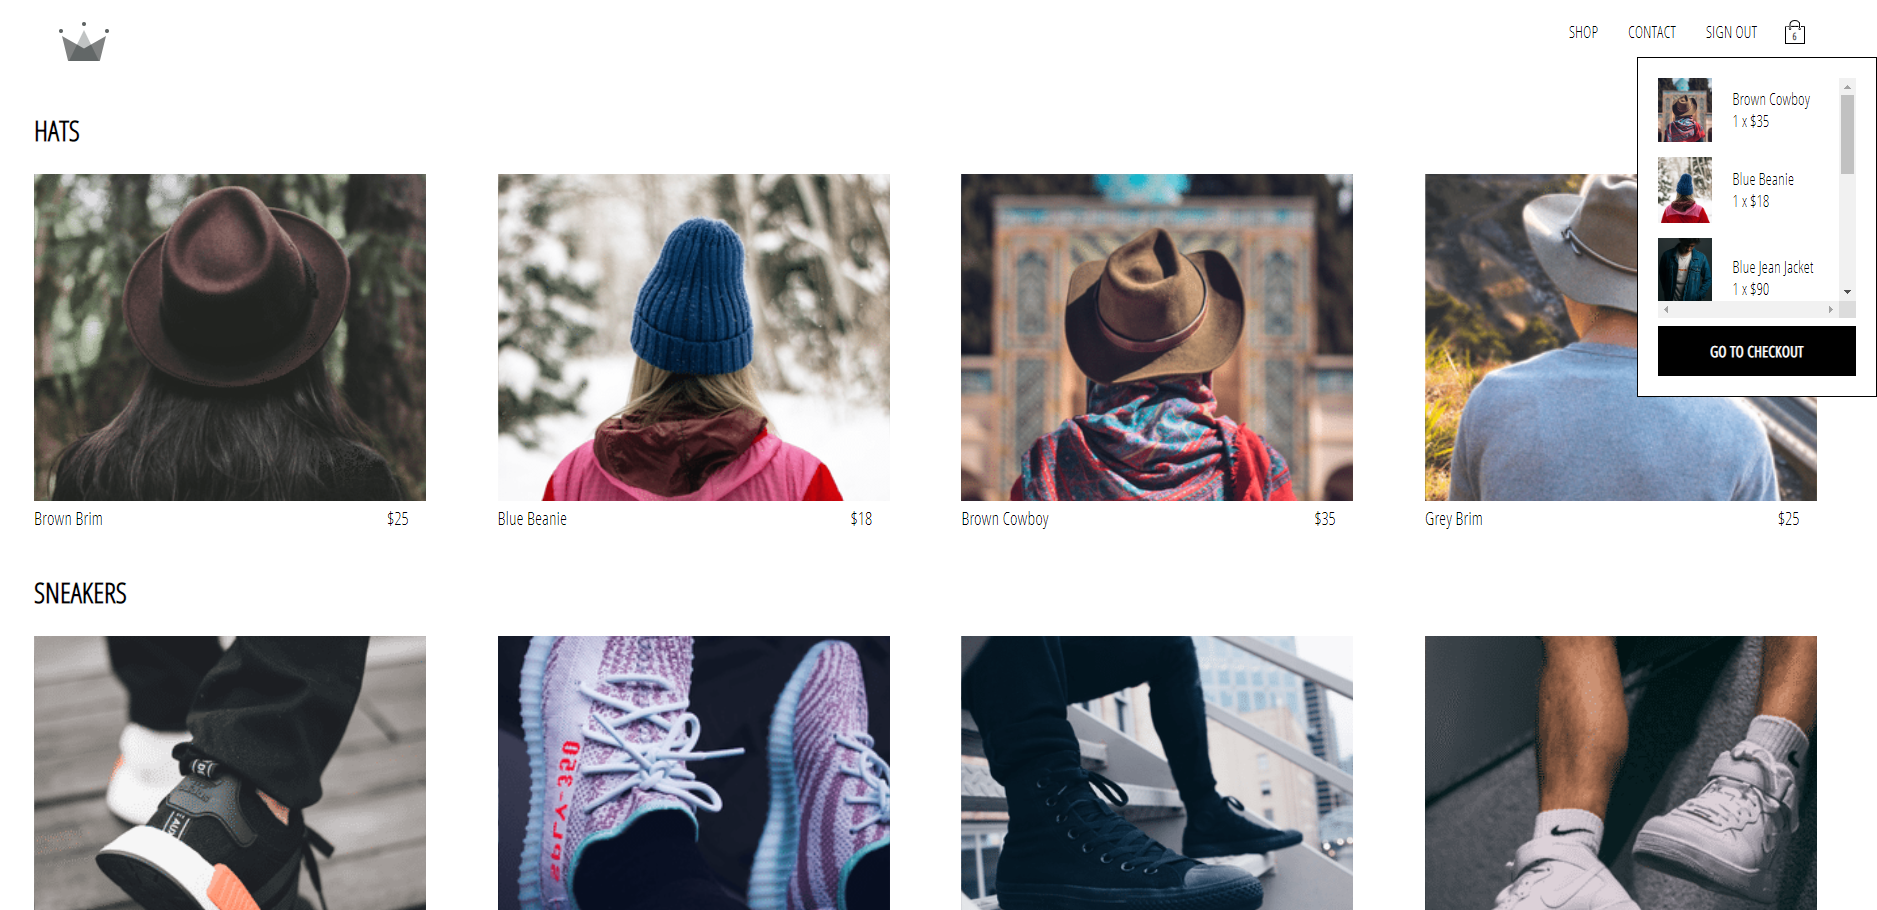 SHOP
CONTACT
SIGN OUT
6
Brown Cowboy
1 x $35
Blue Beanie
1 x $18
Blue Jean Jacket
1 x $90
GO TO CHECKOUT
HATS
Brown Brim
$25
Blue Beanie
$18
Brown Cowboy
$35
Grey Brim
$25
SNEAKERS